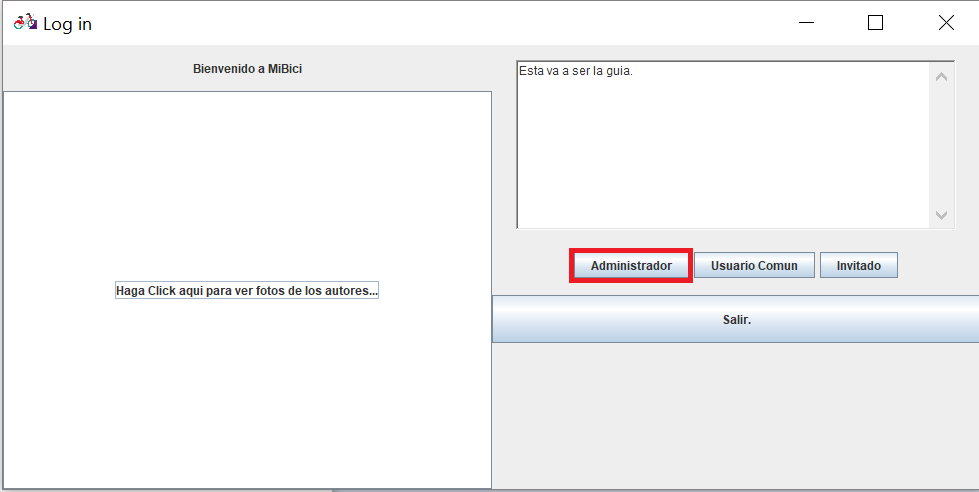 Log in
Bienvenido a MiBici
Haga Click aqui para ver fotos de los autores...
Esta va a ser la guia.
Administrador
Usuario Comun
Invitado
Salir.